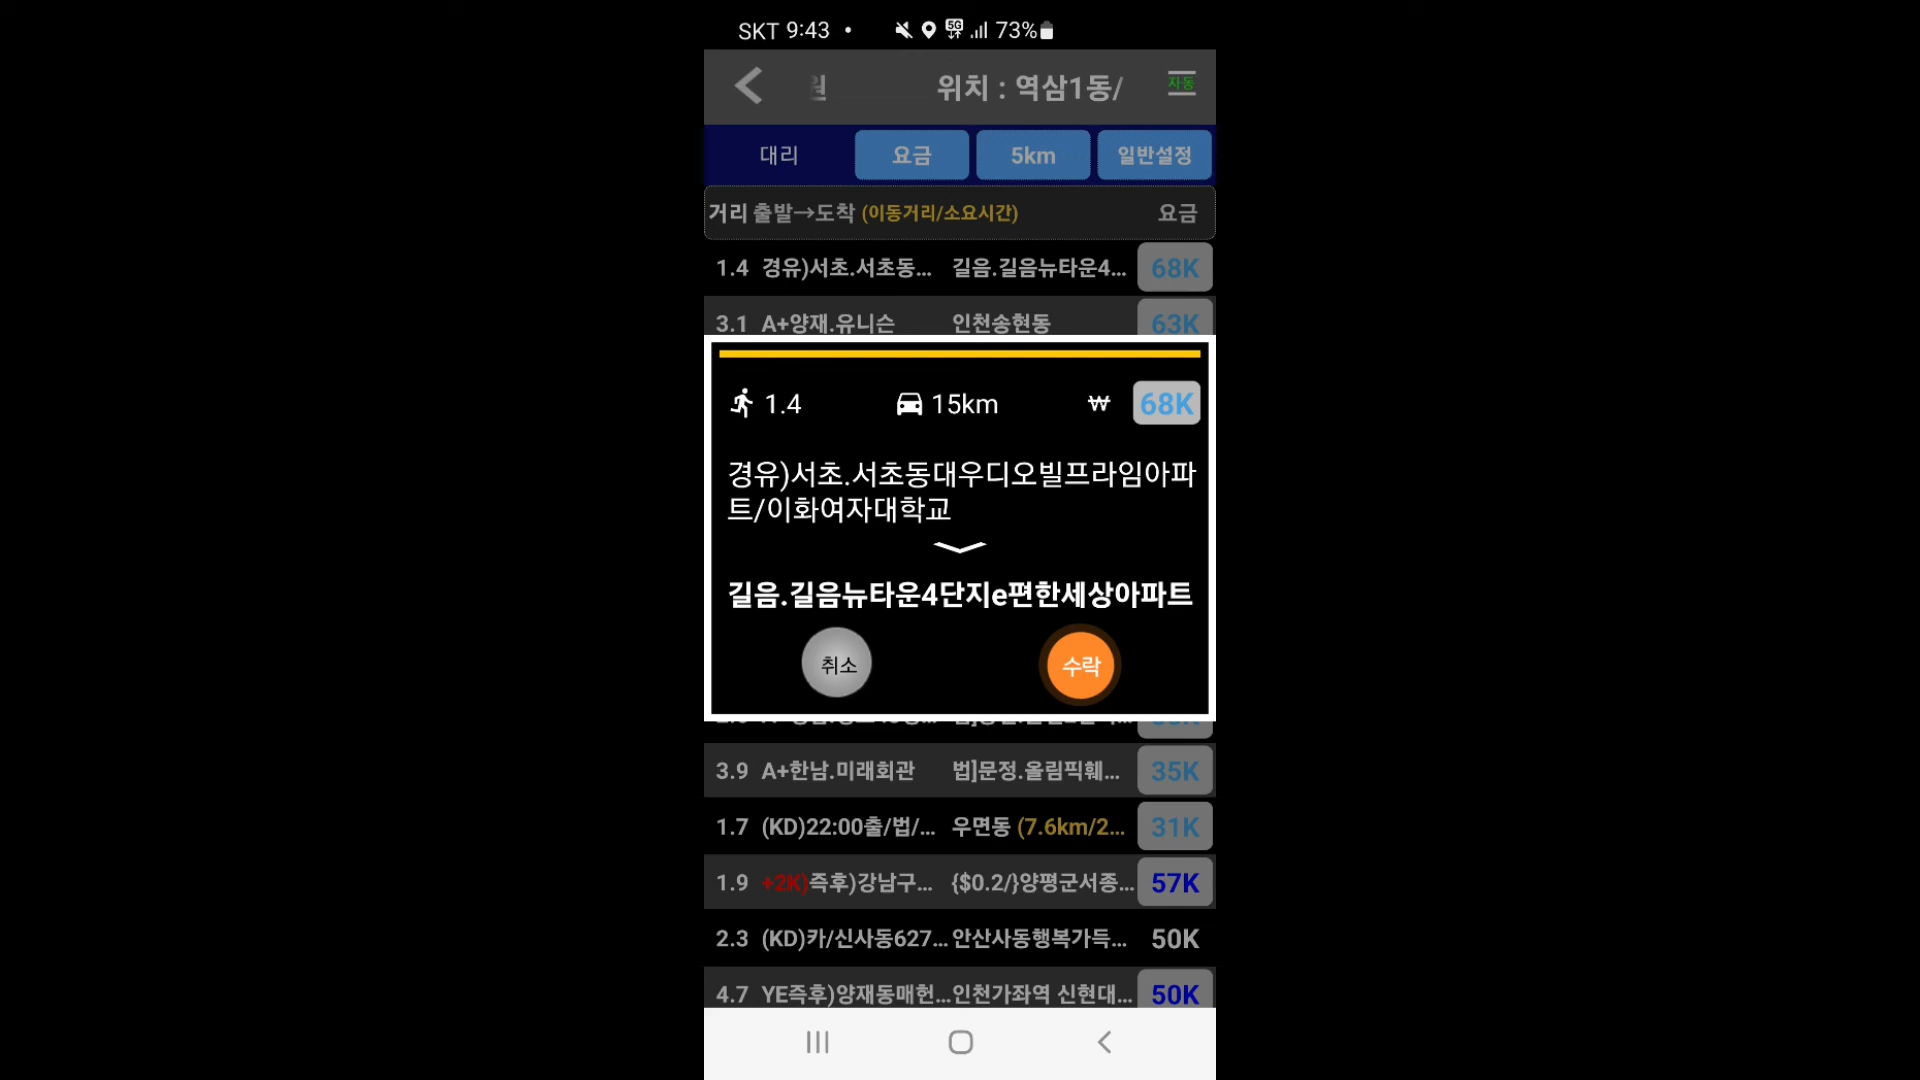 SKT 9:43 • 5G 73%
위치 : 역삼1동/ 자동
대리 요금 5km 일반설정
거리 출발→도착 (이동거리/소요시간) 요금
1.4 경유)서초.서초동... 길음.길음뉴타운4... 68K
3.1 A+양재.유니슨 인천송현동 63K
1.4 15km ₩ 68K
경유)서초.서초동대우디오빌프라임아파
트/이화여자대학교
길음.길음뉴타운4단지e편한세상아파트
취소 수락
3.9 A+한남.미래회관 법]문정.올림픽훼... 35K
1.7 (KD)22:00출/법/... 우면동 (7.6km/2... 31K
1.9 +2K)즉후)강남구... {$0.2/}양평군서종... 57K
2.3 (KD)카/신사동627... 안산사동행복가득... 50K
4.7 YE즉후)양재동매헌... 인천가좌역 신현대... 50K